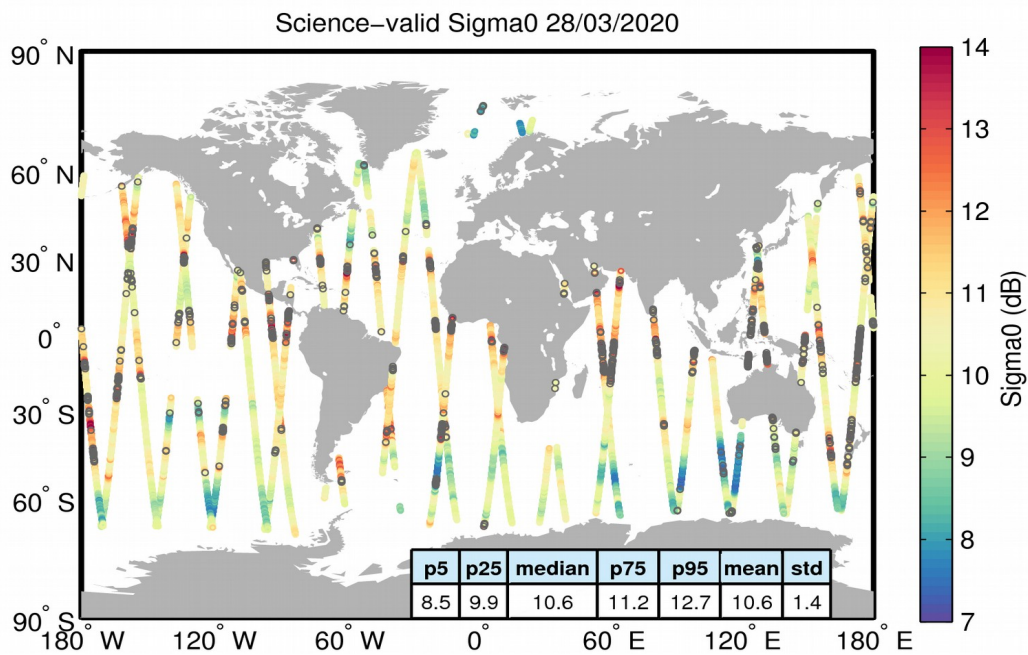 Science−valid Sigma0 28/03/2020
90° N
60° N
30° N
0°
30° S
60° S
90° S
180° W
120° W
60° W
0°
60° E
120° E
180° E
p5 p25 median p75 p95 mean std
8.5 9.9 10.6 11.2 12.7 10.6 1.4
14
13
12
11
10
9
8
7
Sigma0 (dB)